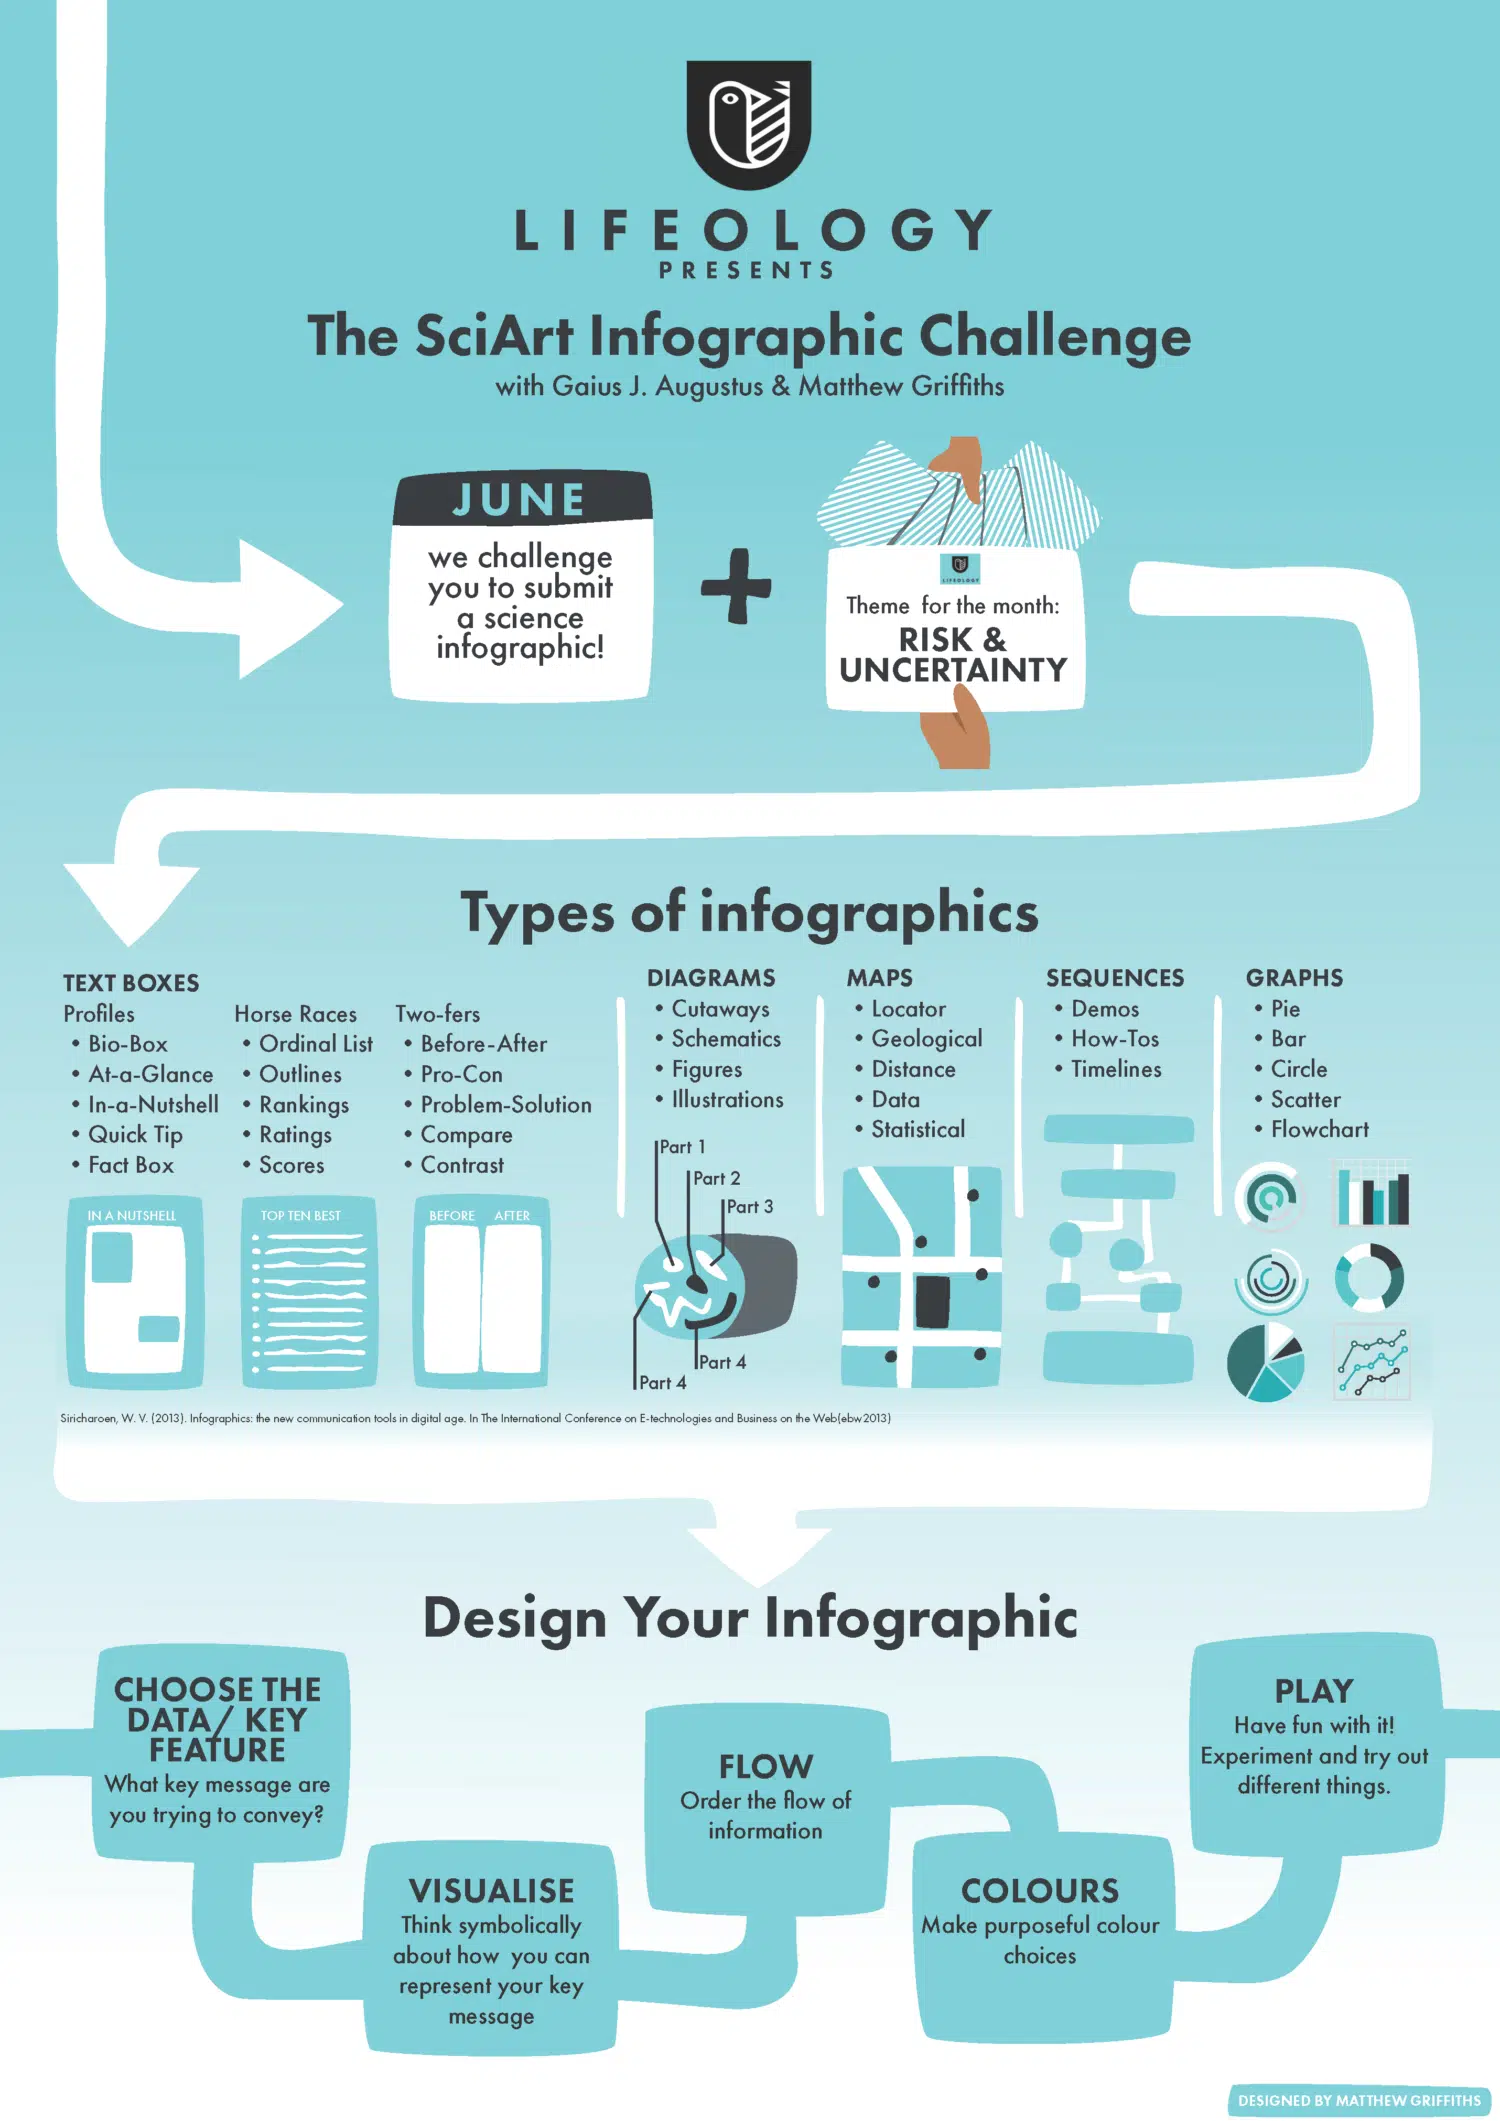 LIFEOLOGY
PRESENTS
The SciArt Infographic Challenge
with Gaius J. Augustus & Matthew Griffiths
JUNE
we challenge
you to submit
a science
infographic!
LIFEOLOGY
Theme for the month:
RISK &
UNCERTAINTY
Types of infographics
TEXT BOXES
Profiles
• Bio-Box
• At-a-Glance
• In-a-Nutshell
• Quick Tip
• Fact Box
Horse Races
• Ordinal List
• Outlines
• Rankings
• Ratings
• Scores
Two-fers
• Before-After
• Pro-Con
• Problem-Solution
• Compare
• Contrast
IN A NUTSHELL
TOP TEN BEST
BEFORE AFTER
DIAGRAMS
• Cutaways
• Schematics
• Figures
• Illustrations
Part 1
Part 2
Part 3
Part 4
Part 4
MAPS
• Locator
• Geological
• Distance
• Data
• Statistical
SEQUENCES
• Demos
• How-Tos
• Timelines
GRAPHS
• Pie
• Bar
• Circle
• Scatter
• Flowchart
Siricharoen, W. V. (2013). Infographics: the new communication tools in digital age. In The International Conference on E-technologies and Business on the Web(ebw2013)
Design Your Infographic
CHOOSE THE
DATA/ KEY
FEATURE
What key message are
you trying to convey?
VISUALISE
Think symbolically
about how you can
represent your key
message
FLOW
Order the flow of
information
COLOURS
Make purposeful colour
choices
PLAY
Have fun with it!
Experiment and try out
different things.
DESIGNED BY MATTHEW GRIFFITHS